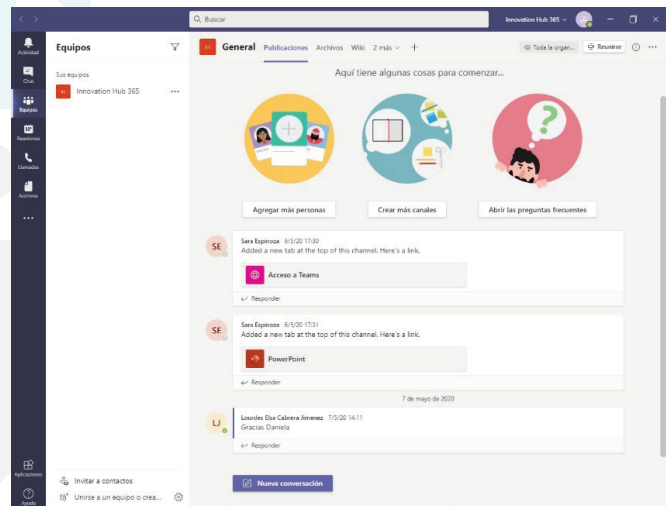 Buscar
Innovation Hub 365
Actividad
Chat
Equipos
Reuniones
Llamadas
Archivos
Aplicaciones
Ayuda
Equipos
Sus equipos
Innovation Hub 365
Invitar a contactos
Unirse a un equipo o crea...
General Publicaciones Archivos Wiki 2 más
Toda la organ... Reunirse
Aquí tiene algunas cosas para comenzar...
Agregar más personas
Crear más canales
Abrir las preguntas frecuentes
SE
Sara Espinoza 6/5/20 17:30
Added a new tab at the top of this channel. Here's a link.
Acceso a Teams
Responder
SE
Sara Espinoza 6/5/20 17:31
Added a new tab at the top of this channel. Here's a link.
PowerPoint
Responder
7 de mayo de 2020
LJ
Lourdes Elsa Cabrera Jimenez 7/5/20 14:11
Gracias Daniela
Responder
Nueva conversación